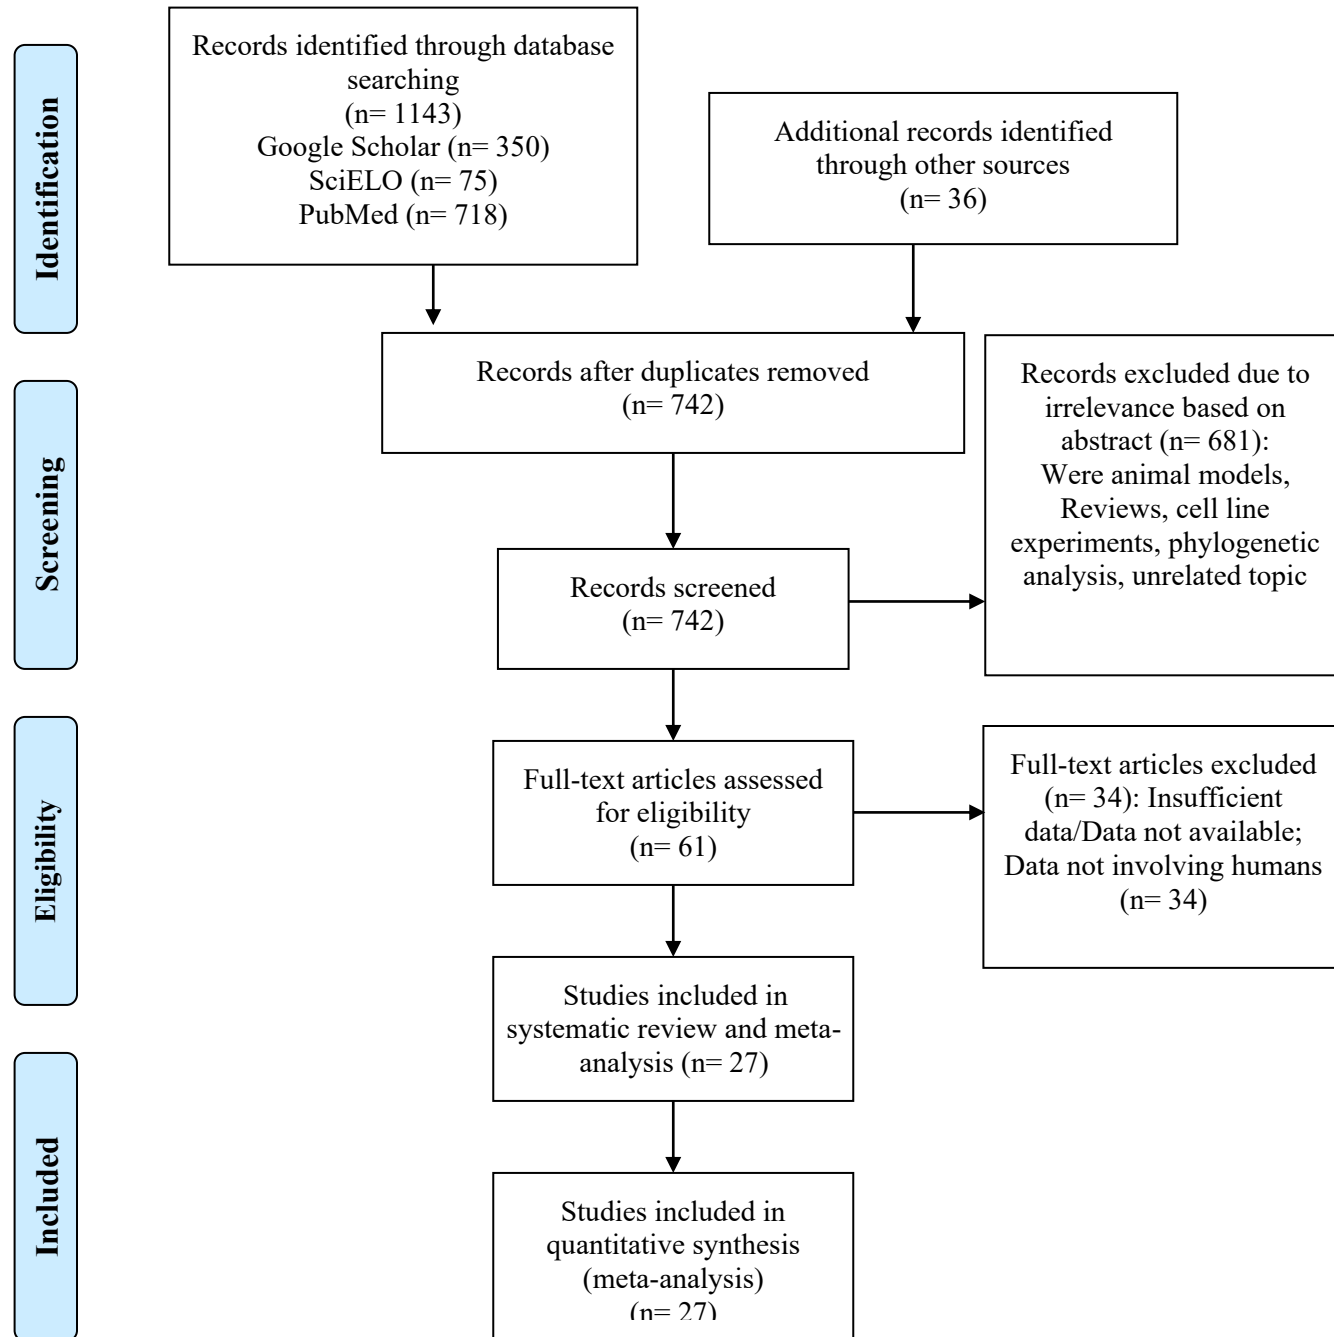 Identification
Records identified through database
searching
(n= 1143)
Google Scholar (n= 350)
SciELO (n= 75)
PubMed (n= 718)
Additional records identified
through other sources
(n= 36)
Records after duplicates removed
(n= 742)
Screening
Records screened
(n= 742)
Records excluded due to
irrelevance based on
abstract (n= 681):
Were animal models,
Reviews, cell line
experiments, phylogenetic
analysis, unrelated topic
Eligibility
Full-text articles assessed
for eligibility
(n= 61)
Full-text articles excluded
(n= 34): Insufficient
data/Data not available;
Data not involving humans
(n= 34)
Studies included in
systematic review and meta-
analysis (n= 27)
Included
Studies included in
quantitative synthesis
(meta-analysis)
(n= 27)